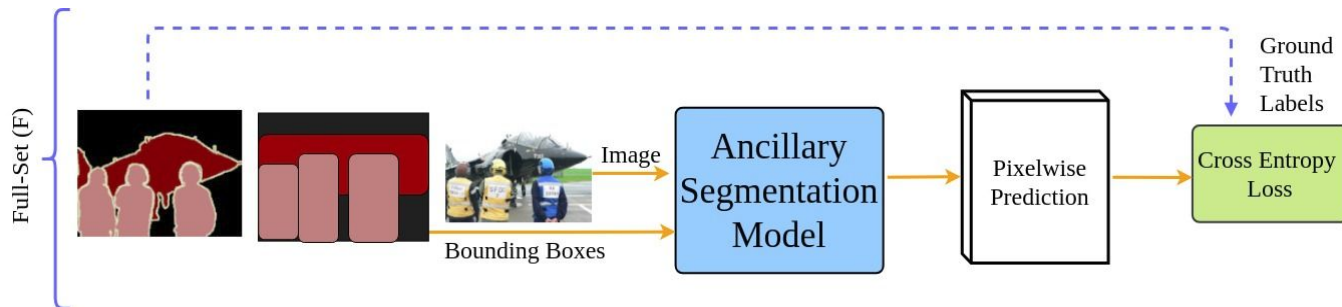 Full-Set (F)
Image
Bounding Boxes
Ancillary
Segmentation
Model
Pixelwise
Prediction
Ground
Truth
Labels
Cross Entropy
Loss